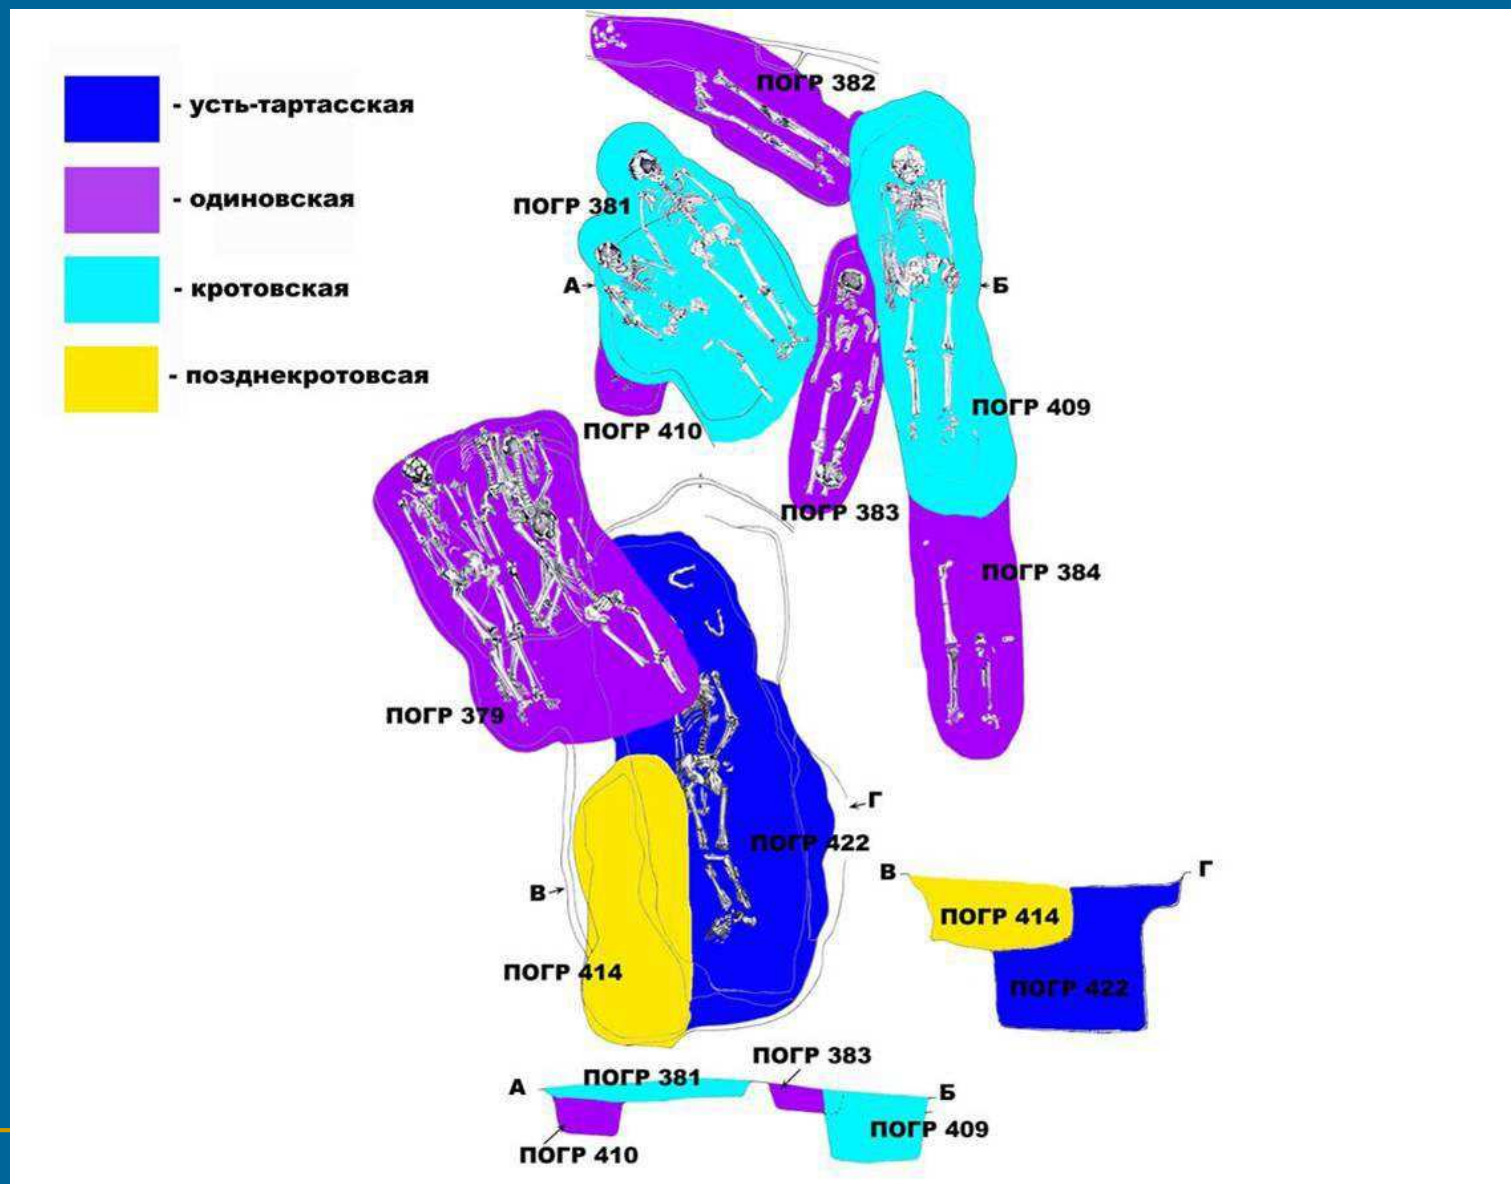 - усть-тартасская
- одиновская
- кротовская
- позднекротовсая
ПОГР 382
ПОГР 381
А
Б
ПОГР 409
ПОГР 410
ПОГР 383
ПОГР 384
ПОГР 379
Г
ПОГР 422
В
ПОГР 414
В
Г
ПОГР 414
ПОГР 422
ПОГР 383
А
ПОГР 381
Б
ПОГР 409
ПОГР 410